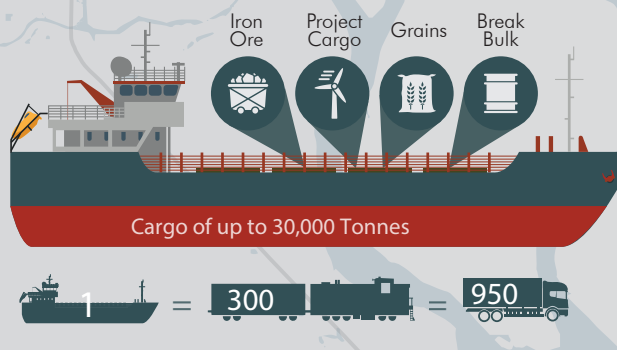 Iron
Ore
Project
Cargo
Grains
Break
Bulk
Cargo of up to 30,000 Tonnes
1 = 300 = 950